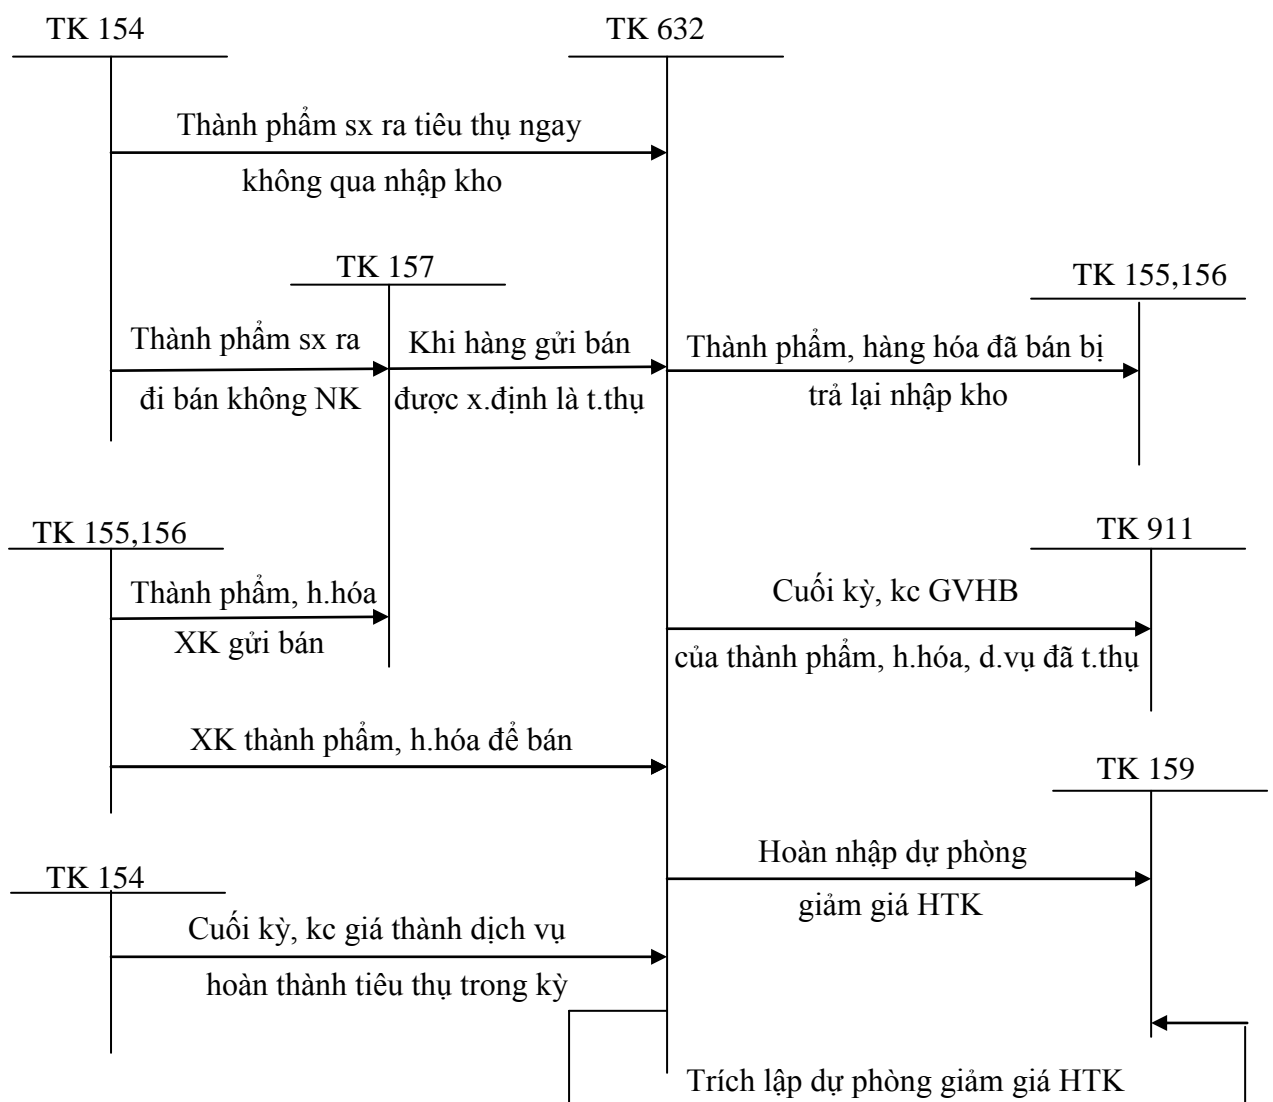 TK 154
TK 632
Thành phẩm sx ra tiêu thụ ngay
không qua nhập kho
TK 157
TK 155,156
Thành phẩm sx ra
đi bán không NK
Khi hàng gửi bán
được x.định là t.thụ
Thành phẩm, hàng hóa đã bán bị
trả lại nhập kho
TK 155,156
TK 911
Thành phẩm, h.hóa
XK gửi bán
Cuối kỳ, kc GVHB
của thành phẩm, h.hóa, d.vụ đã t.thụ
XK thành phẩm, h.hóa để bán
TK 159
TK 154
Hoàn nhập dự phòng
giảm giá HTK
Cuối kỳ, kc giá thành dịch vụ
hoàn thành tiêu thụ trong kỳ
Trích lập dự phòng giảm giá HTK